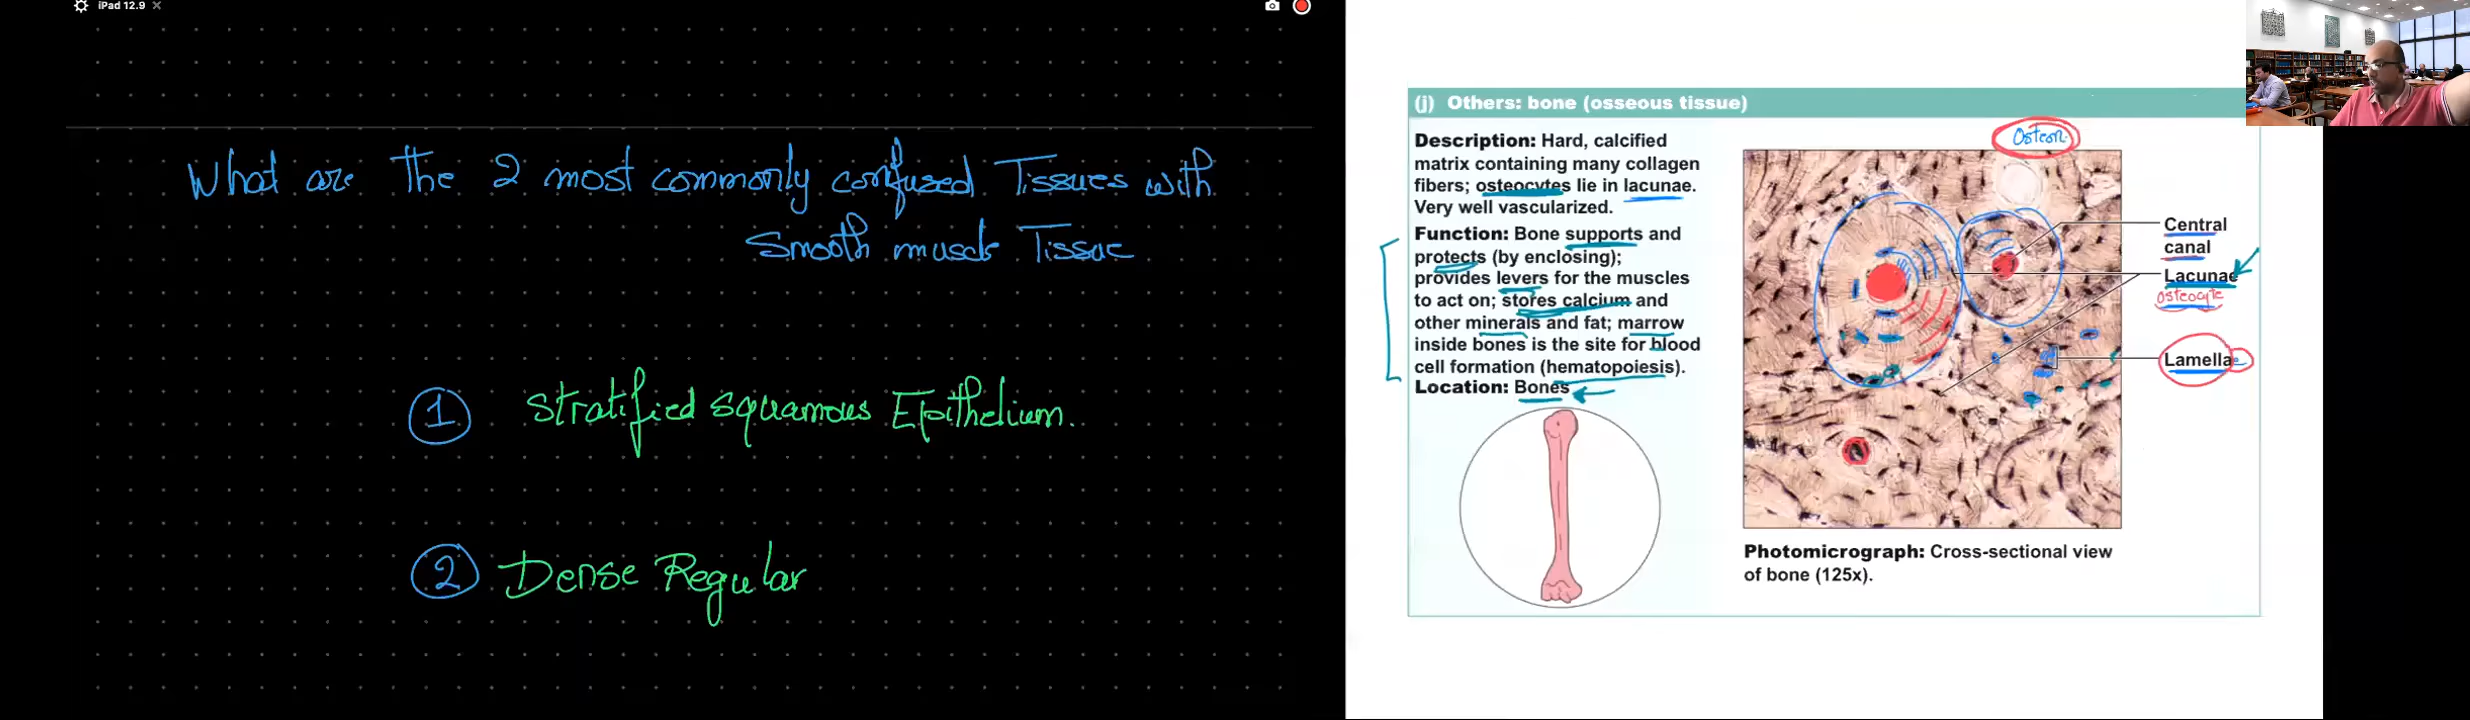 iPad 12.9
What are the 2 most commonly confused Tissues with
Smooth muscle Tissue
1 Stratified Squamous Epithelium.
2 Dense Regular
(j) Others: bone (osseous tissue)
Description: Hard, calcified
matrix containing many collagen
fibers; osteocytes lie in lacunae.
Very well vascularized.
Function: Bone supports and
protects (by enclosing);
provides levers for the muscles
to act on; stores calcium and
other minerals and fat; marrow
inside bones is the site for blood
cell formation (hematopoiesis).
Location: Bones
Osteon
Central
canal
Lacunae
osteocyte
Lamellae
Photomicrograph: Cross-sectional view
of bone (125x).